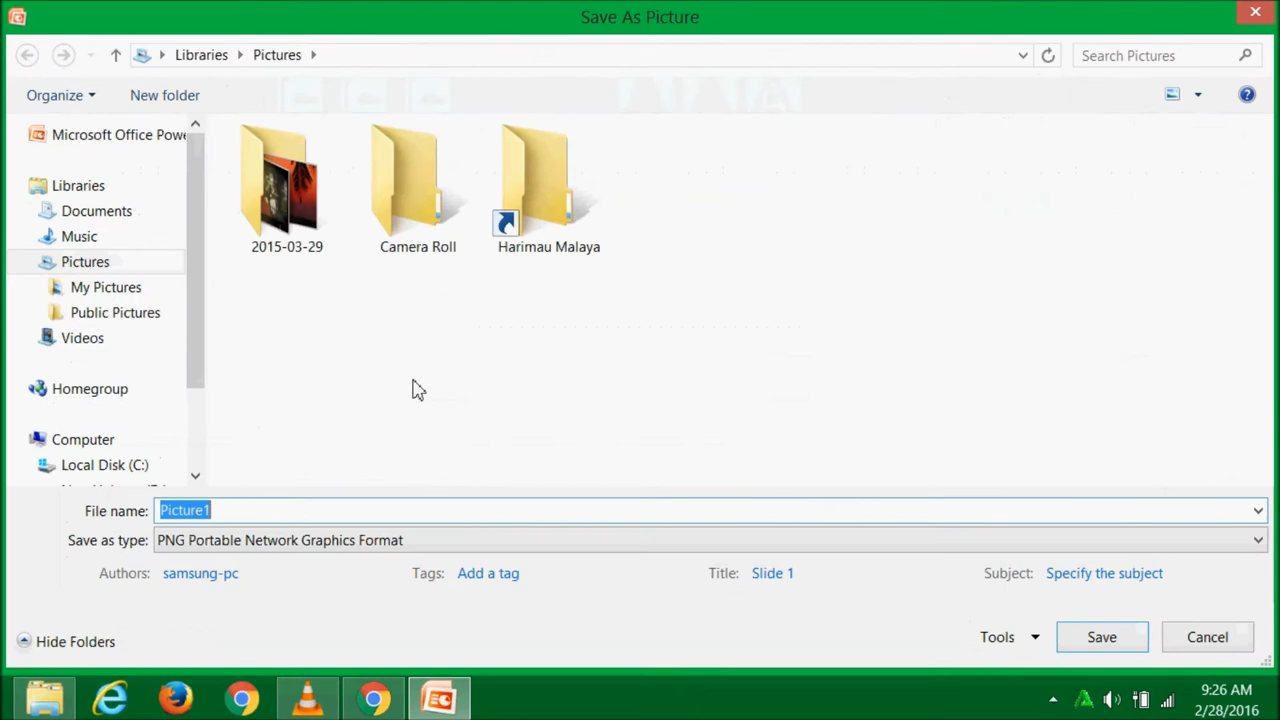 Save As Picture
Libraries Pictures
Search Pictures
Organize New folder
Microsoft Office Powe
Libraries
Documents
Music
Pictures
My Pictures
Public Pictures
Videos
Homegroup
Computer
Local Disk (C:)
2015-03-29 Camera Roll Harimau Malaya
File name: Picture1
Save as type: PNG Portable Network Graphics Format
Authors: samsung-pc Tags: Add a tag Title: Slide 1 Subject: Specify the subject
Hide Folders Tools Save Cancel
9:26 AM
2/28/2016